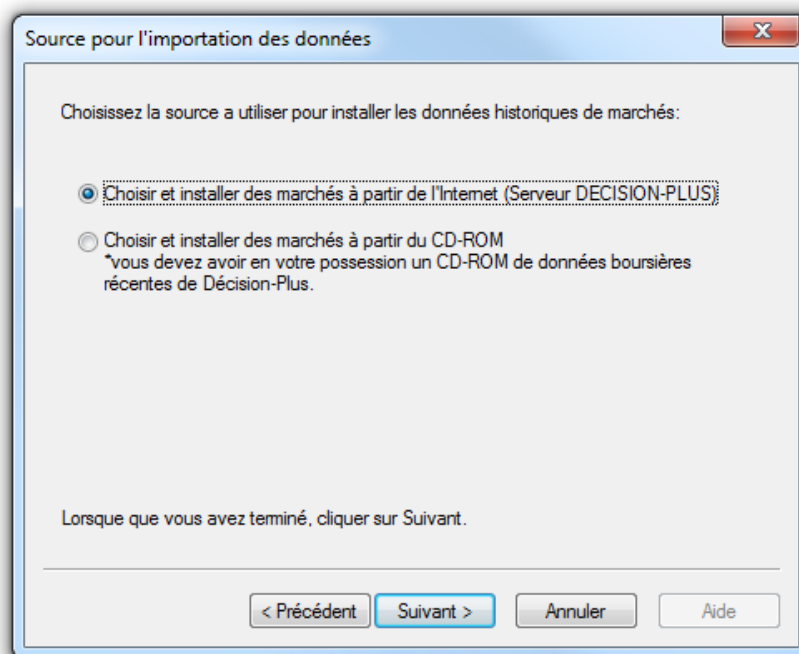 Source pour l'importation des données
Choisissez la source a utiliser pour installer les données historiques de marchés:
Choisir et installer des marchés à partir de l'Internet (Serveur DECISION-PLUS)
Choisir et installer des marchés à partir du CD-ROM
*vous devez avoir en votre possession un CD-ROM de données boursières
récentes de Décision-Plus.
Lorsque que vous avez terminé, cliquer sur Suivant.
< Précédent
Suivant >
Annuler
Aide